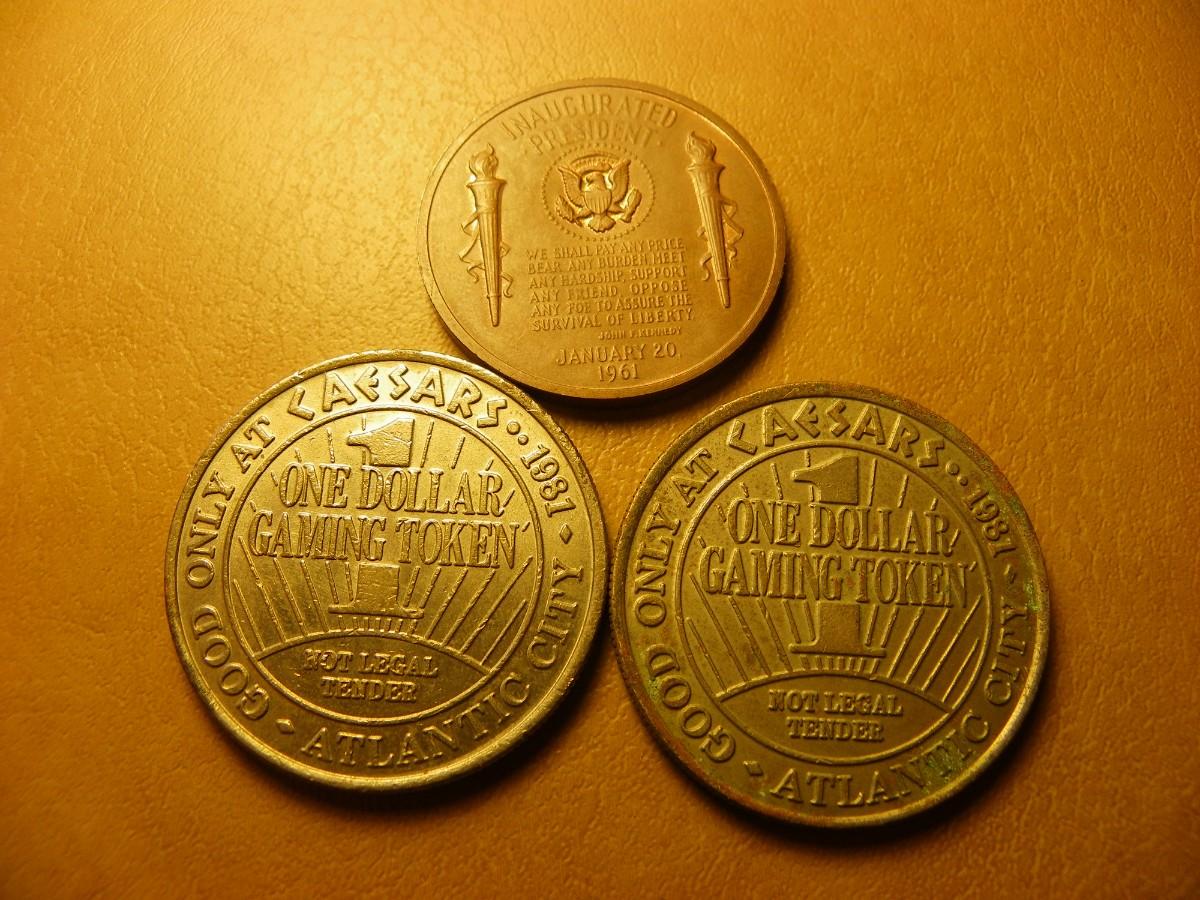 INAUGURATED
PRESIDENT
WE SHALL PAY ANY PRICE,
BEAR ANY BURDEN, MEET
ANY HARDSHIP, SUPPORT
ANY FRIEND, OPPOSE
ANY FOE TO ASSURE THE
SURVIVAL OF LIBERTY.
JOHN F. KENNEDY
JANUARY 20,
1961
GOOD ONLY AT CAESARS·· 1981 ♦ ATLANTIC CITY ♦
1
ONE DOLLAR
GAMING TOKEN
NOT LEGAL
TENDER
GOOD ONLY AT CAESARS·· 1981 ♦ ATLANTIC CITY ♦
1
ONE DOLLAR
GAMING TOKEN
NOT LEGAL
TENDER